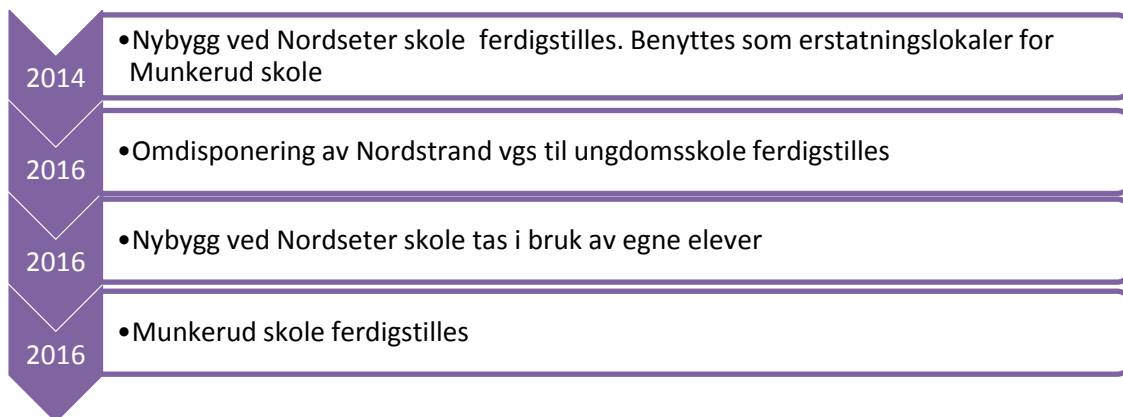 2014
•Nybygg ved Nordseter skole  ferdigstilles. Benyttes som erstatningslokaler for
Munkerud skole
2016
•Omdisponering av Nordstrand vgs til ungdomsskole ferdigstilles
2016
•Nybygg ved Nordseter skole tas i bruk av egne elever
2016
•Munkerud skole ferdigstilles